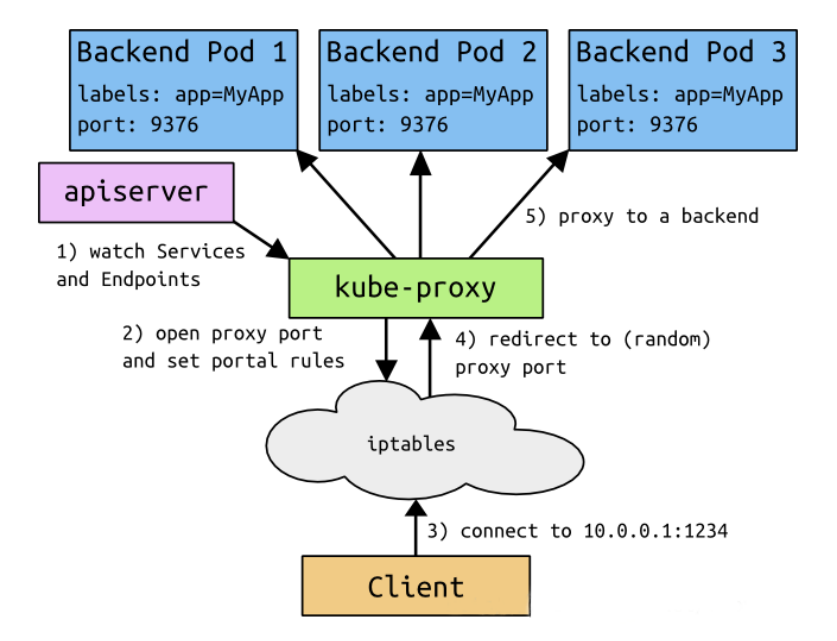 Backend Pod 1
labels: app=MyApp
port: 9376
Backend Pod 2
labels: app=MyApp
port: 9376
Backend Pod 3
labels: app=MyApp
port: 9376
apiserver
5) proxy to a backend
1) watch Services
and Endpoints
kube-proxy
2) open proxy port
and set portal rules
4) redirect to (random)
proxy port
iptables
3) connect to 10.0.0.1:1234
Client